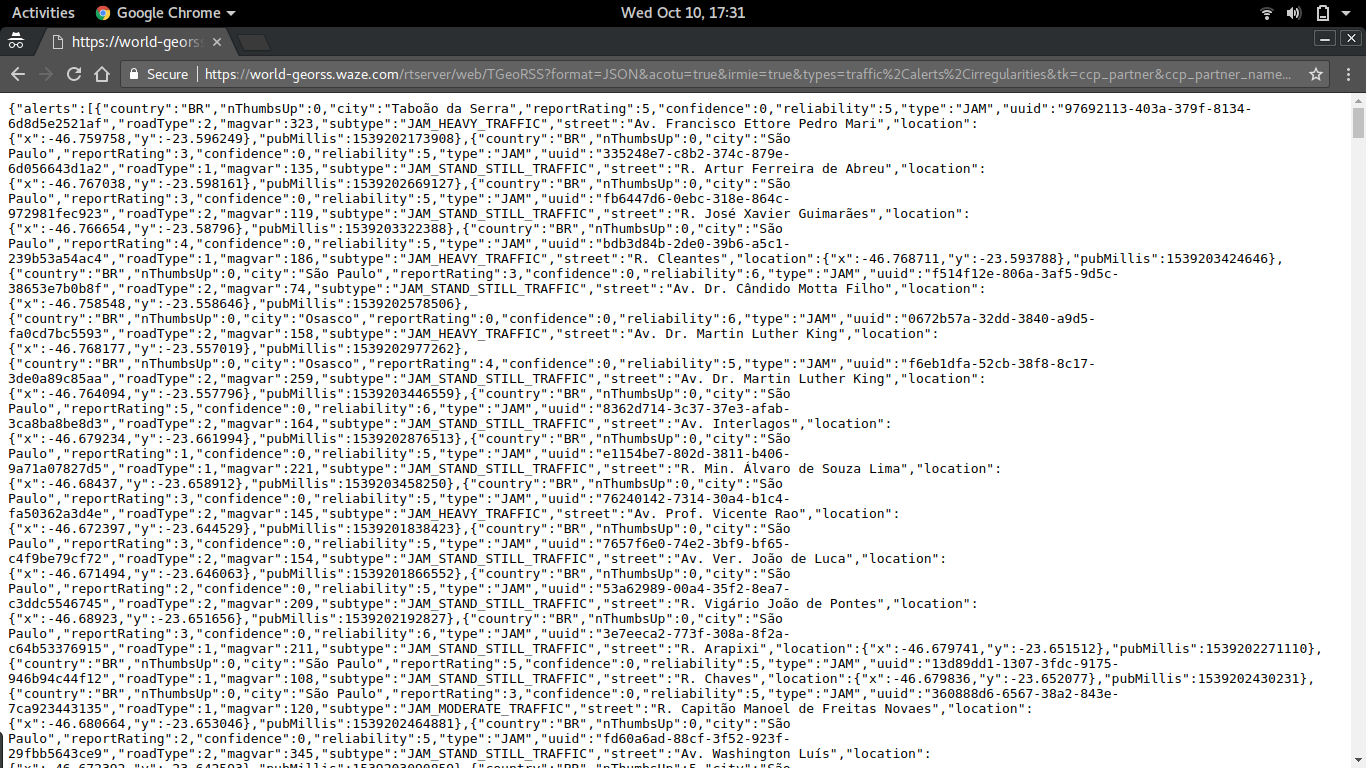 Activities Google Chrome Wed Oct 10, 17:31
https://world-georss
Secure https://world-georss.waze.com/rtserver/web/TGeoRSS?format=JSON&acotu=true&irmie=true&types=traffic%2Calerts%2Cirregularities&tk=ccp_partner&ccp_partner_name...
{"alerts":[{"country":"BR","nThumbsUp":0,"city":"Taboão da Serra","reportRating":5,"confidence":0,"reliability":5,"type":"JAM","uuid":"97692113-403a-379f-8134-
6d8d5e2521af","roadType":2,"magvar":323,"subtype":"JAM_HEAVY_TRAFFIC","street":"Av. Francisco Ettore Pedro Mari","location":
{"x":-46.759758,"y":-23.596249},"pubMillis":1539202173908},{"country":"BR","nThumbsUp":0,"city":"São
Paulo","reportRating":3,"confidence":0,"reliability":5,"type":"JAM","uuid":"335248e7-c8b2-374c-879e-
6d056643d1a2","roadType":1,"magvar":135,"subtype":"JAM_STAND_STILL_TRAFFIC","street":"R. Artur Ferreira de Abreu","location":
{"x":-46.767038,"y":-23.598161},"pubMillis":1539202669127},{"country":"BR","nThumbsUp":0,"city":"São
Paulo","reportRating":3,"confidence":0,"reliability":5,"type":"JAM","uuid":"fb6447d6-0ebc-318e-864c-
972981fec923","roadType":2,"magvar":119,"subtype":"JAM_STAND_STILL_TRAFFIC","street":"R. José Xavier Guimarães","location":
{"x":-46.766654,"y":-23.58796},"pubMillis":1539203322388},{"country":"BR","nThumbsUp":0,"city":"São
Paulo","reportRating":4,"confidence":0,"reliability":5,"type":"JAM","uuid":"bdb3d84b-2de0-39b6-a5c1-
239b53a54ac4","roadType":1,"magvar":186,"subtype":"JAM_HEAVY_TRAFFIC","street":"R. Cleantes","location":{"x":-46.768711,"y":-23.593788},"pubMillis":1539203424646},
{"country":"BR","nThumbsUp":0,"city":"São Paulo","reportRating":3,"confidence":0,"reliability":6,"type":"JAM","uuid":"f514f12e-806a-3af5-9d5c-
38653e7b0b8f","roadType":2,"magvar":74,"subtype":"JAM_STAND_STILL_TRAFFIC","street":"Av. Dr. Cândido Motta Filho","location":
{"x":-46.758548,"y":-23.558646},"pubMillis":1539202578506},
{"country":"BR","nThumbsUp":0,"city":"Osasco","reportRating":0,"confidence":0,"reliability":6,"type":"JAM","uuid":"0672b57a-32dd-3840-a9d5-
fa0cd7bc5593","roadType":2,"magvar":158,"subtype":"JAM_HEAVY_TRAFFIC","street":"Av. Dr. Martin Luther King","location":
{"x":-46.768177,"y":-23.557019},"pubMillis":1539202977262},
{"country":"BR","nThumbsUp":0,"city":"Osasco","reportRating":4,"confidence":0,"reliability":5,"type":"JAM","uuid":"f6eb1dfa-52cb-38f8-8c17-
3de0a89c85aa","roadType":2,"magvar":259,"subtype":"JAM_STAND_STILL_TRAFFIC","street":"Av. Dr. Martin Luther King","location":
{"x":-46.764094,"y":-23.557796},"pubMillis":1539203446559},{"country":"BR","nThumbsUp":0,"city":"São
Paulo","reportRating":5,"confidence":0,"reliability":6,"type":"JAM","uuid":"8362d714-3c37-37e3-afab-
3ca8ba8be8d3","roadType":2,"magvar":164,"subtype":"JAM_STAND_STILL_TRAFFIC","street":"Av. Interlagos","location":
{"x":-46.679234,"y":-23.661994},"pubMillis":1539202876513},{"country":"BR","nThumbsUp":0,"city":"São
Paulo","reportRating":1,"confidence":0,"reliability":5,"type":"JAM","uuid":"e1154be7-802d-3811-b406-
9a71a07827d5","roadType":1,"magvar":221,"subtype":"JAM_STAND_STILL_TRAFFIC","street":"R. Min. Álvaro de Souza Lima","location":
{"x":-46.68437,"y":-23.658912},"pubMillis":1539203458250},{"country":"BR","nThumbsUp":0,"city":"São
Paulo","reportRating":3,"confidence":0,"reliability":5,"type":"JAM","uuid":"76240142-7314-30a4-b1c4-
fa50362a3d4e","roadType":2,"magvar":145,"subtype":"JAM_HEAVY_TRAFFIC","street":"Av. Prof. Vicente Rao","location":
{"x":-46.672397,"y":-23.644529},"pubMillis":1539201838423},{"country":"BR","nThumbsUp":0,"city":"São
Paulo","reportRating":3,"confidence":0,"reliability":5,"type":"JAM","uuid":"7657f6e0-74e2-3bf9-bf65-
c4f9be79cf72","roadType":2,"magvar":154,"subtype":"JAM_STAND_STILL_TRAFFIC","street":"Av. Ver. João de Luca","location":
{"x":-46.671494,"y":-23.646063},"pubMillis":1539201866552},{"country":"BR","nThumbsUp":0,"city":"São
Paulo","reportRating":2,"confidence":0,"reliability":5,"type":"JAM","uuid":"53a62989-00a4-35f2-8ea7-
c3ddc5546745","roadType":2,"magvar":209,"subtype":"JAM_STAND_STILL_TRAFFIC","street":"R. Vigário João de Pontes","location":
{"x":-46.68923,"y":-23.651656},"pubMillis":1539202192827},{"country":"BR","nThumbsUp":0,"city":"São
Paulo","reportRating":3,"confidence":0,"reliability":6,"type":"JAM","uuid":"3e7eeca2-773f-308a-8f2a-
c64b53376915","roadType":1,"magvar":211,"subtype":"JAM_STAND_STILL_TRAFFIC","street":"R. Arapixi","location":{"x":-46.679741,"y":-23.651512},"pubMillis":1539202271110},
{"country":"BR","nThumbsUp":0,"city":"São Paulo","reportRating":5,"confidence":0,"reliability":5,"type":"JAM","uuid":"13d89dd1-1307-3fdc-9175-
946b94c44f12","roadType":1,"magvar":108,"subtype":"JAM_STAND_STILL_TRAFFIC","street":"R. Chaves","location":{"x":-46.679836,"y":-23.652077},"pubMillis":1539202430231},
{"country":"BR","nThumbsUp":0,"city":"São Paulo","reportRating":3,"confidence":0,"reliability":5,"type":"JAM","uuid":"360888d6-6567-38a2-843e-
7ca923443135","roadType":1,"magvar":120,"subtype":"JAM_MODERATE_TRAFFIC","street":"R. Capitão Manoel de Freitas Novaes","location":
{"x":-46.680664,"y":-23.653046},"pubMillis":1539202464881},{"country":"BR","nThumbsUp":0,"city":"São
Paulo","reportRating":2,"confidence":0,"reliability":5,"type":"JAM","uuid":"fd60a6ad-88cf-3f52-923f-
29fbb5643ce9","roadType":2,"magvar":345,"subtype":"JAM_STAND_STILL_TRAFFIC","street":"Av. Washington Luís","location":